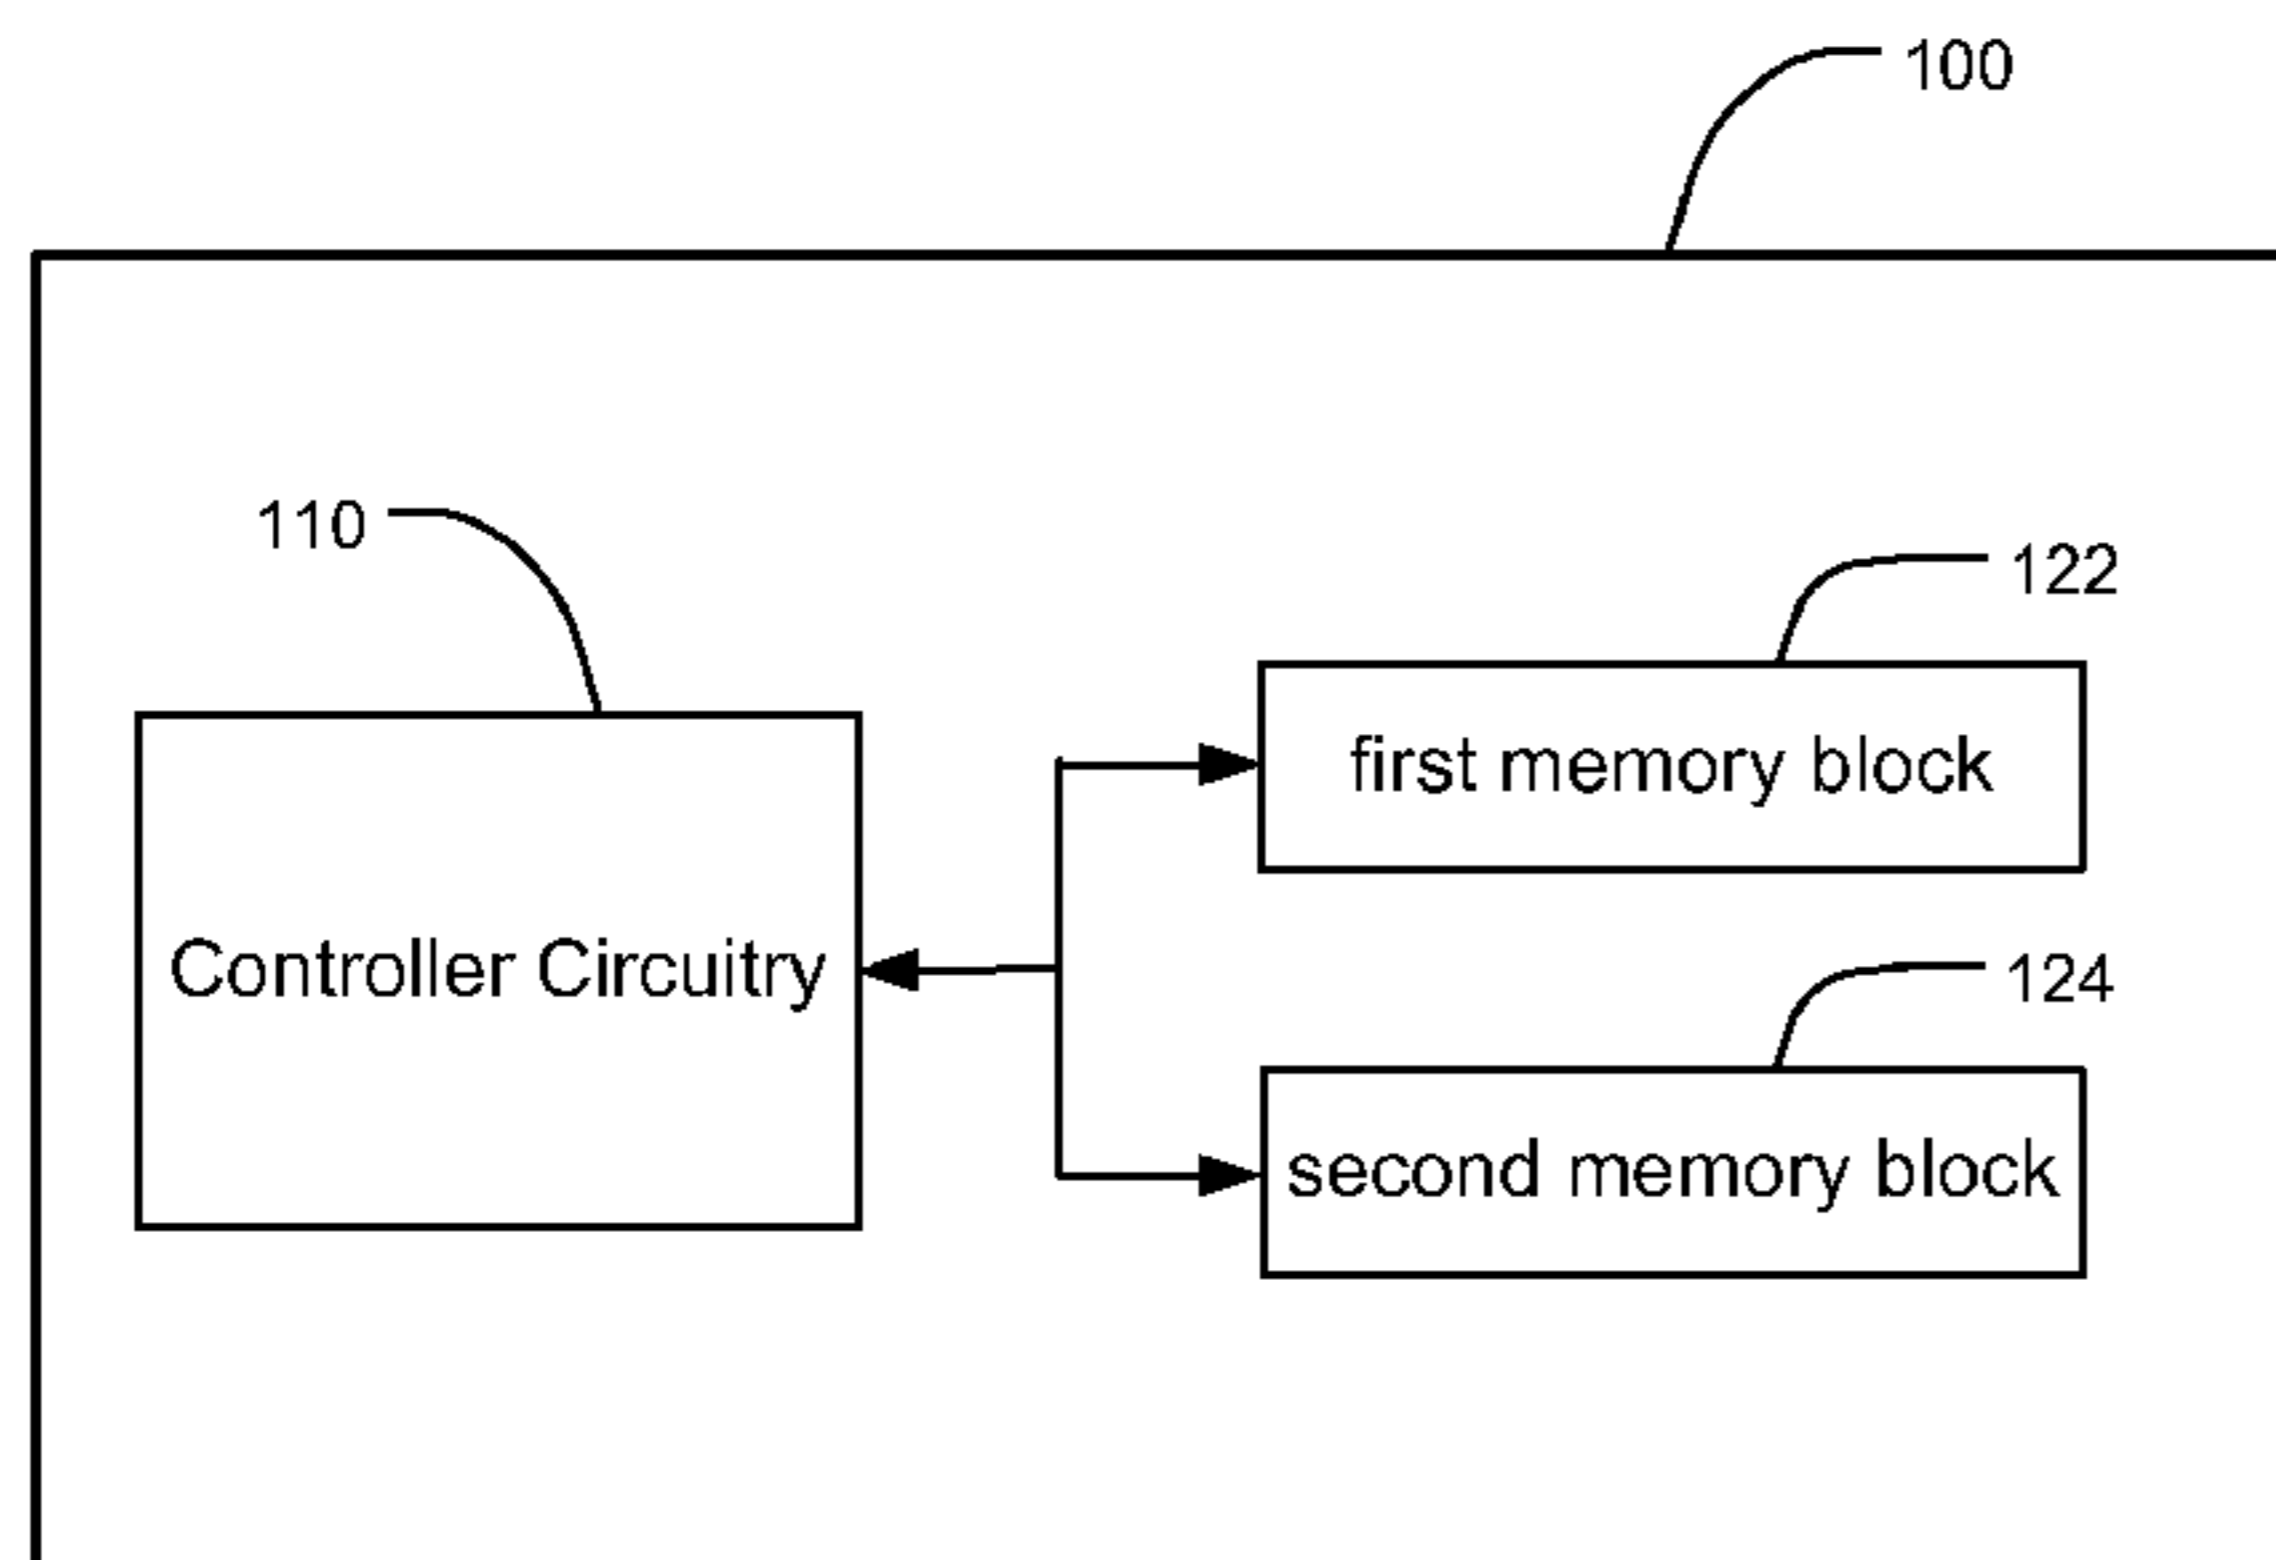 100
110
122
first memory block
Controller Circuitry
124
second memory block